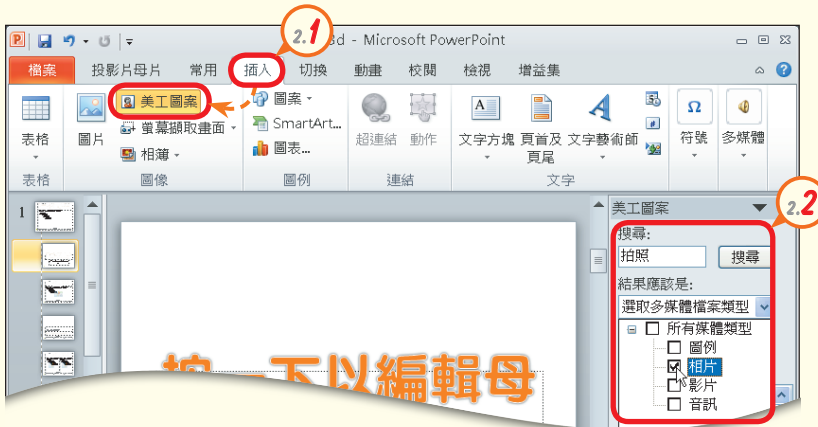 2.1
3d - Microsoft PowerPoint
檔案 投影片母片 常用 插入 切換 動畫 校閱 檢視 增益集
表格
圖片
美工圖案
螢幕擷取畫面
相簿
圖案
SmartArt...
圖表...
超連結 動作
文字方塊 頁首及頁尾 文字藝術師
Ω
符號
多媒體
表格 圖像 圖例 連結 文字
1
按一下以編輯母
美工圖案
2.2
搜尋:
拍照 搜尋
結果應該是:
選取多媒體檔案類型
所有媒體類型
圖例
相片
影片
音訊